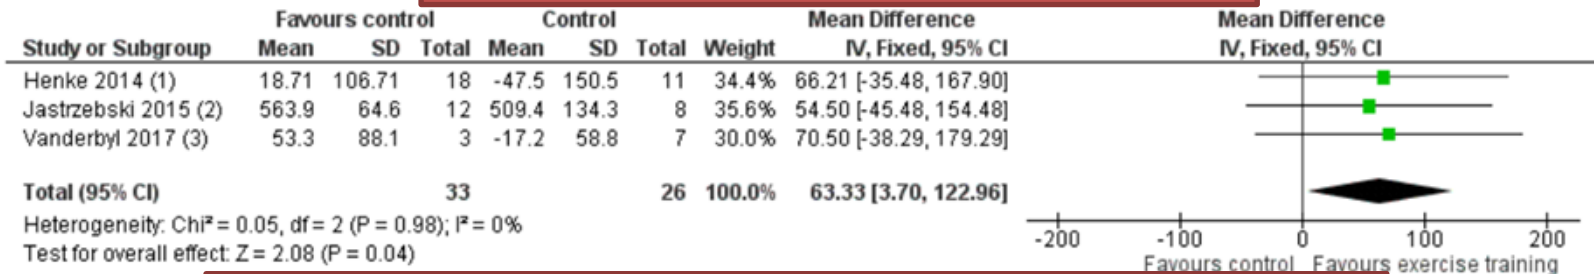 Favours control Control Mean Difference Mean Difference
Study or Subgroup Mean SD Total Mean SD Total Weight IV, Fixed, 95% CI IV, Fixed, 95% CI
Henke 2014 (1) 18.71 106.71 18 -47.5 150.5 11 34.4% 66.21 [-35.48, 167.90]
Jastrzebski 2015 (2) 563.9 64.6 12 509.4 134.3 8 35.6% 54.50 [-45.48, 154.48]
Vanderbyl 2017 (3) 53.3 88.1 3 -17.2 58.8 7 30.0% 70.50 [-38.29, 179.29]
Total (95% CI) 33 26 100.0% 63.33 [3.70, 122.96]
Heterogeneity: Chi² = 0.05, df = 2 (P = 0.98); I² = 0%
Test for overall effect: Z = 2.08 (P = 0.04)
-200 -100 0 100 200
Favours control Favours exercise training